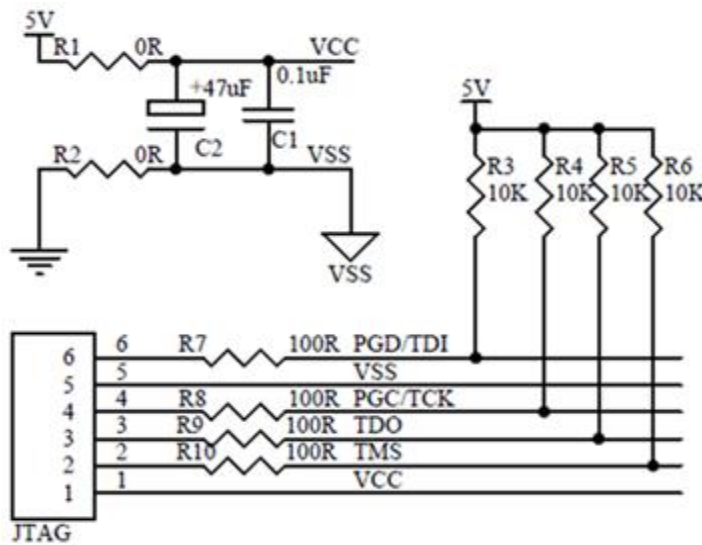 5V
R1 0R VCC
+47uF 0.1uF
C2 C1
R2 0R VSS
VSS
5V
R3 R4 R5 R6
10K 10K 10K 10K
6 6 R7 100R PGD/TDI
5 5 VSS
4 4 R8 100R PGC/TCK
3 3 R9 100R TDO
2 2 R10 100R TMS
1 1 VCC
JTAG